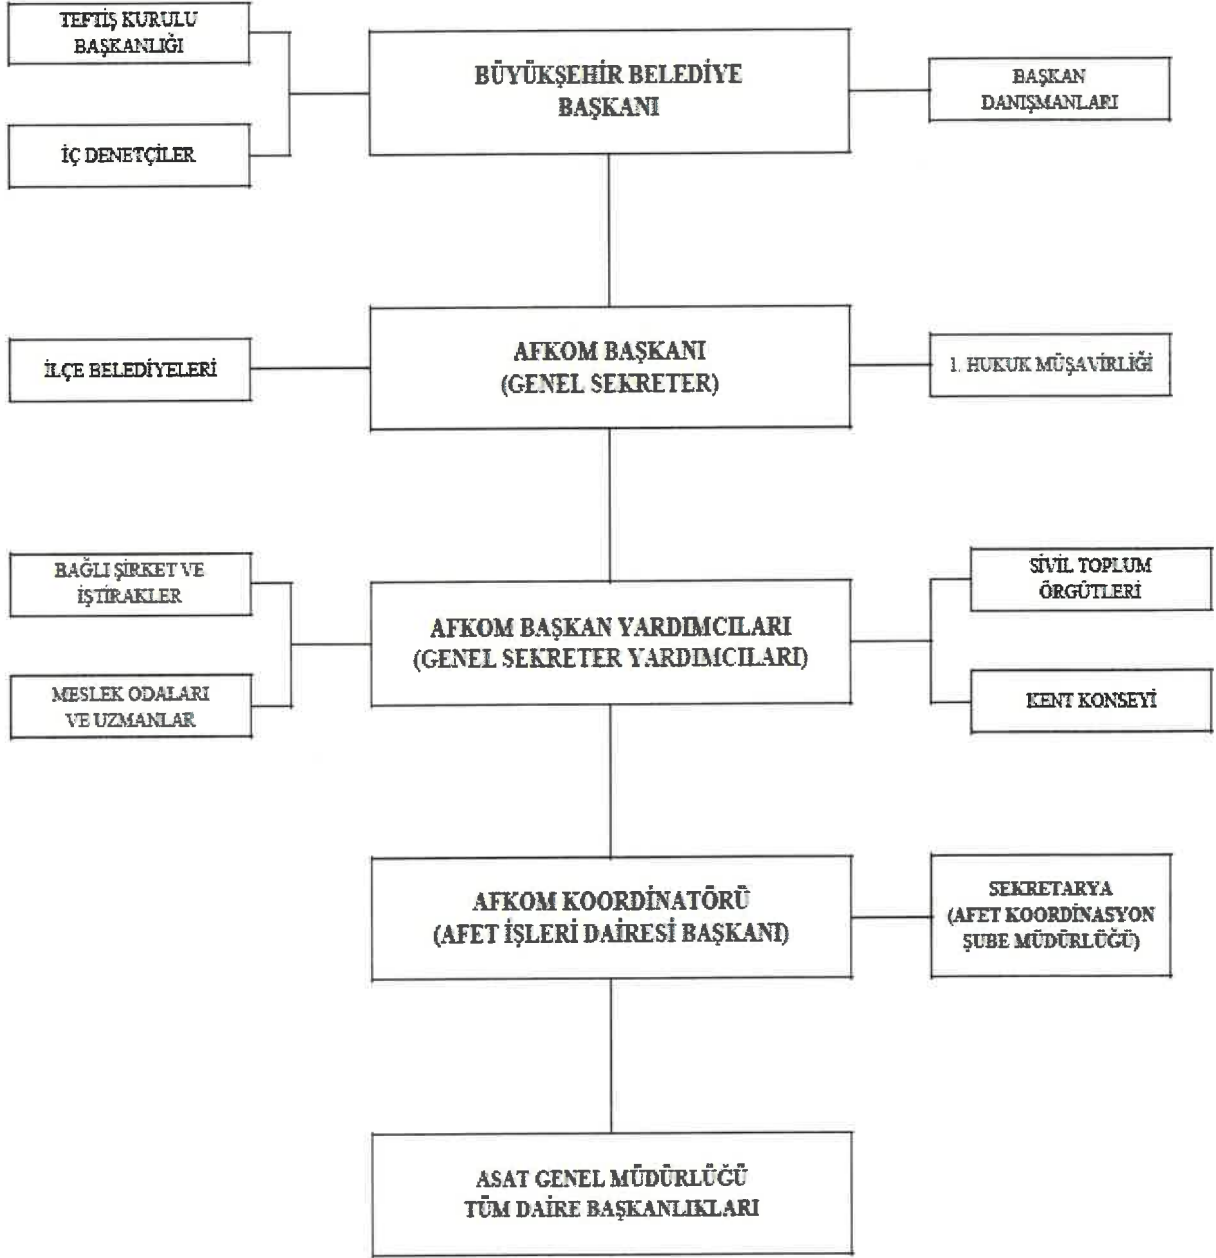 TEFTİŞ KURULU
BAŞKANLIĞI
BÜYÜKŞEHİR BELEDİYE
BAŞKANI
BAŞKAN
DANIŞMANLARI
İÇ DENETÇİLER
İLÇE BELEDİYELERİ
AFKOM BAŞKANI
(GENEL SEKRETER)
1. HUKUK MÜŞAVİRLİĞİ
BAĞLI ŞİRKET VE
İŞTİRAKLER
AFKOM BAŞKAN YARDIMCILARI
(GENEL SEKRETER YARDIMCILARI)
SİVİL TOPLUM
ÖRGÜTLERİ
MESLEK ODALARI
VE UZMANLAR
KENT KONSEYİ
AFKOM KOORDİNATÖRÜ
(AFET İŞLERİ DAİRESİ BAŞKANI)
SEKRETARYA
(AFET KOORDİNASYON
ŞUBE MÜDÜRLÜĞÜ)
ASAT GENEL MÜDÜRLÜĞÜ
TÜM DAİRE BAŞKANLIKLARI